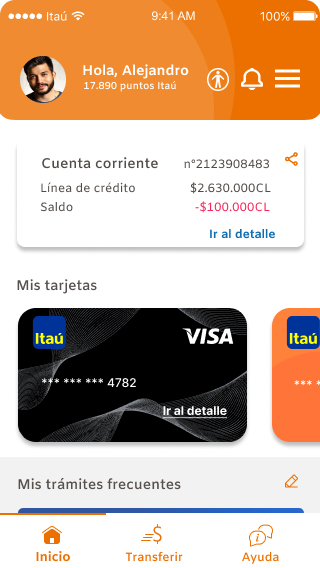 Itaú 9:41 AM 100%
Hola, Alejandro
17.890 puntos Itaú
Cuenta corriente n°2123908483
Línea de crédito $2.630.000CL
Saldo -$100.000CL
Ir al detalle
Mis tarjetas
Itaú VISA Itaú
*** *** *** 4782 *** *
Ir al detalle
Mis trámites frecuentes
Inicio Transferir Ayuda